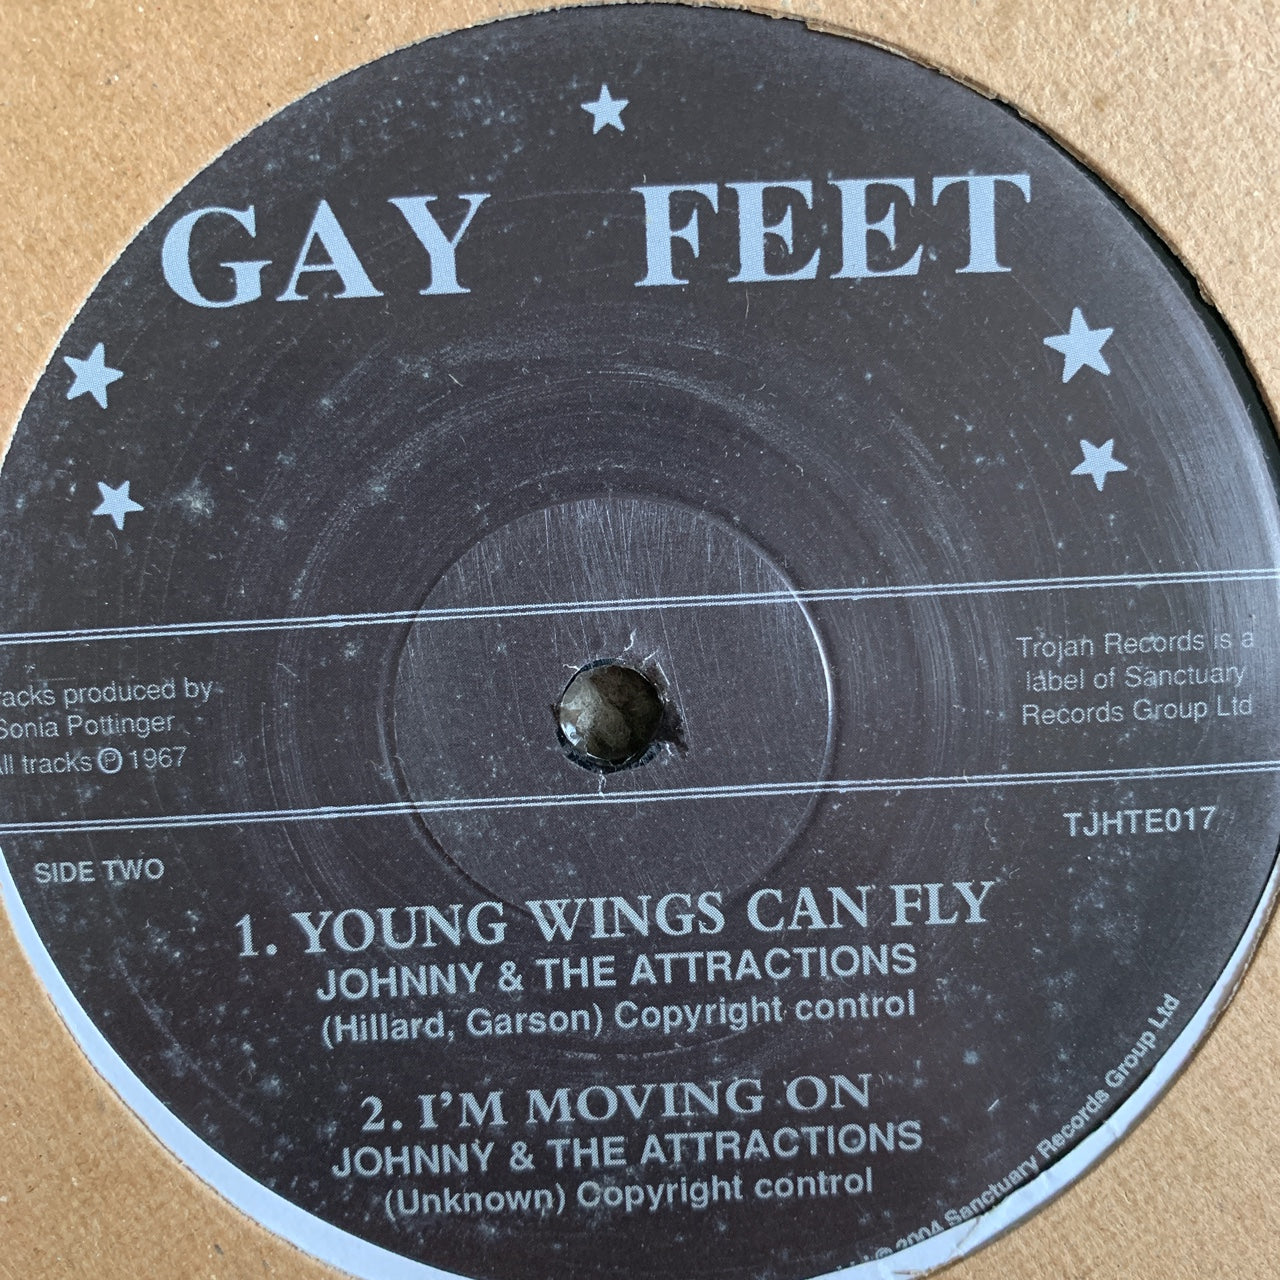 GAY FEET
racks produced by
Sonia Pottinger
ll tracks ℗ 1967
Trojan Records is a
label of Sanctuary
Records Group Ltd
TJHTE017
SIDE TWO
1. YOUNG WINGS CAN FLY
JOHNNY & THE ATTRACTIONS
(Hillard, Garson) Copyright control
2. I'M MOVING ON
JOHNNY & THE ATTRACTIONS
(Unknown) Copyright control
© 2004 Sanctuary Records Group Ltd